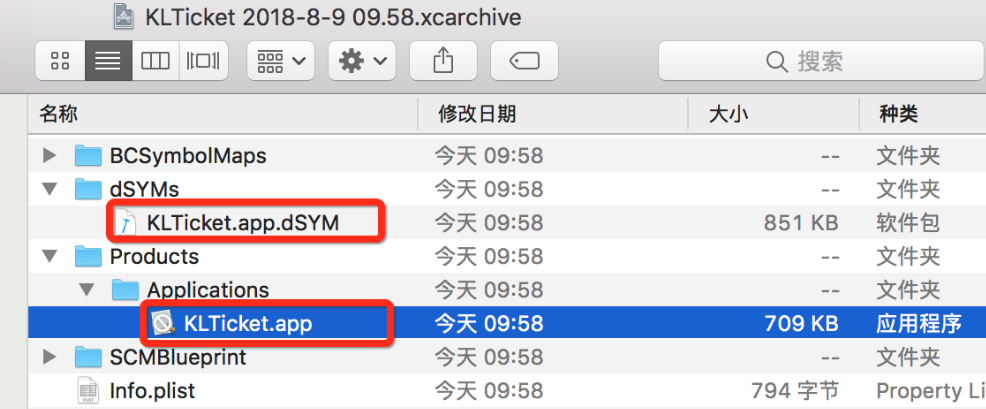 KLTicket 2018-8-9 09.58.xcarchive
搜索
名称 修改日期 大小 种类
BCSymbolMaps 今天 09:58 -- 文件夹
dSYMs 今天 09:58 -- 文件夹
KLTicket.app.dSYM 今天 09:58 851 KB 软件包
Products 今天 09:58 -- 文件夹
Applications 今天 09:58 -- 文件夹
KLTicket.app 今天 09:58 709 KB 应用程序
SCMBlueprint 今天 09:58 -- 文件夹
Info.plist 今天 09:58 794 字节 Property Li